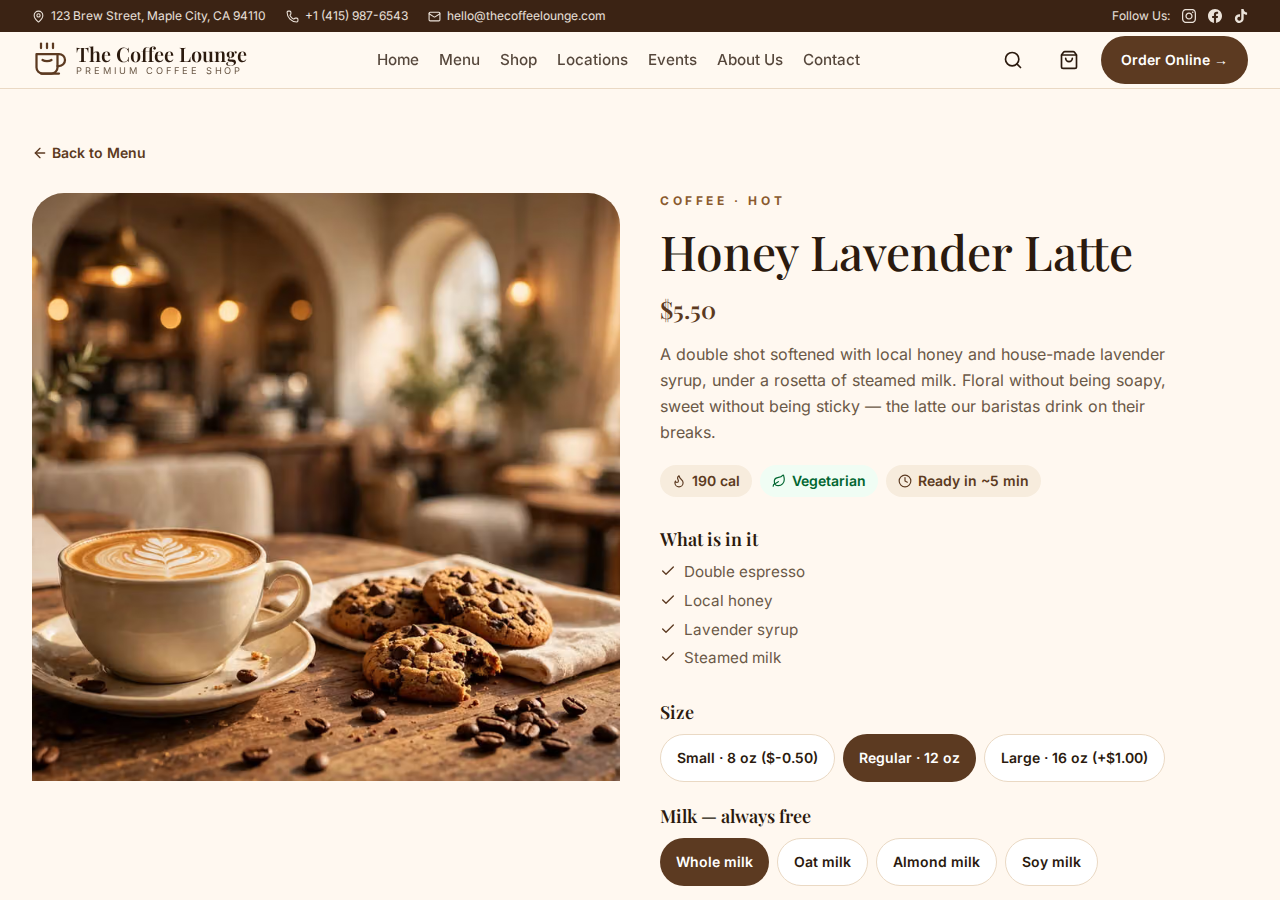 123 Brew Street, Maple City, CA 94110 +1 (415) 987-6543 hello@thecoffeelounge.com Follow Us:
The Coffee Lounge
PREMIUM COFFEE SHOP
Home Menu Shop Locations Events About Us Contact
Order Online →
← Back to Menu
COFFEE · HOT
Honey Lavender Latte
$5.50
A double shot softened with local honey and house-made lavender
syrup, under a rosetta of steamed milk. Floral without being soapy,
sweet without being sticky — the latte our baristas drink on their
breaks.
190 cal Vegetarian Ready in ~5 min
What is in it
Double espresso
Local honey
Lavender syrup
Steamed milk
Size
Small · 8 oz ($-0.50) Regular · 12 oz Large · 16 oz (+$1.00)
Milk — always free
Whole milk Oat milk Almond milk Soy milk